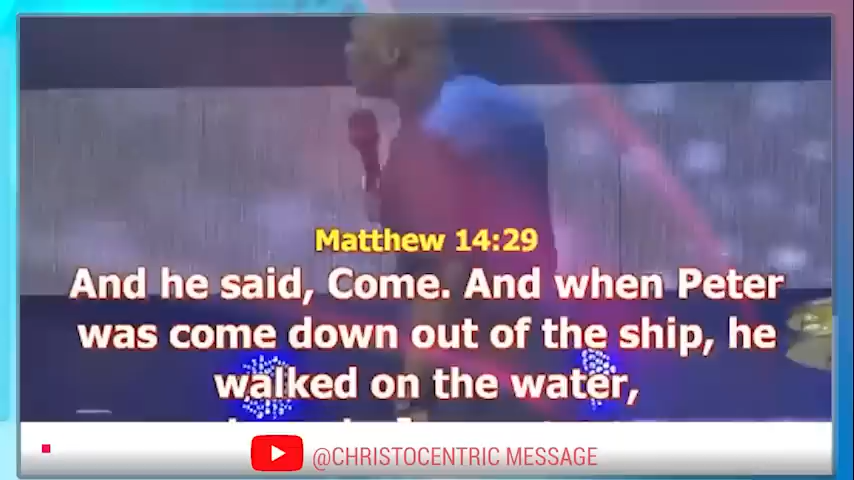 Matthew 14:29
And he said, Come. And when Peter
was come down out of the ship, he
walked on the water,
@CHRISTOCENTRIC MESSAGE